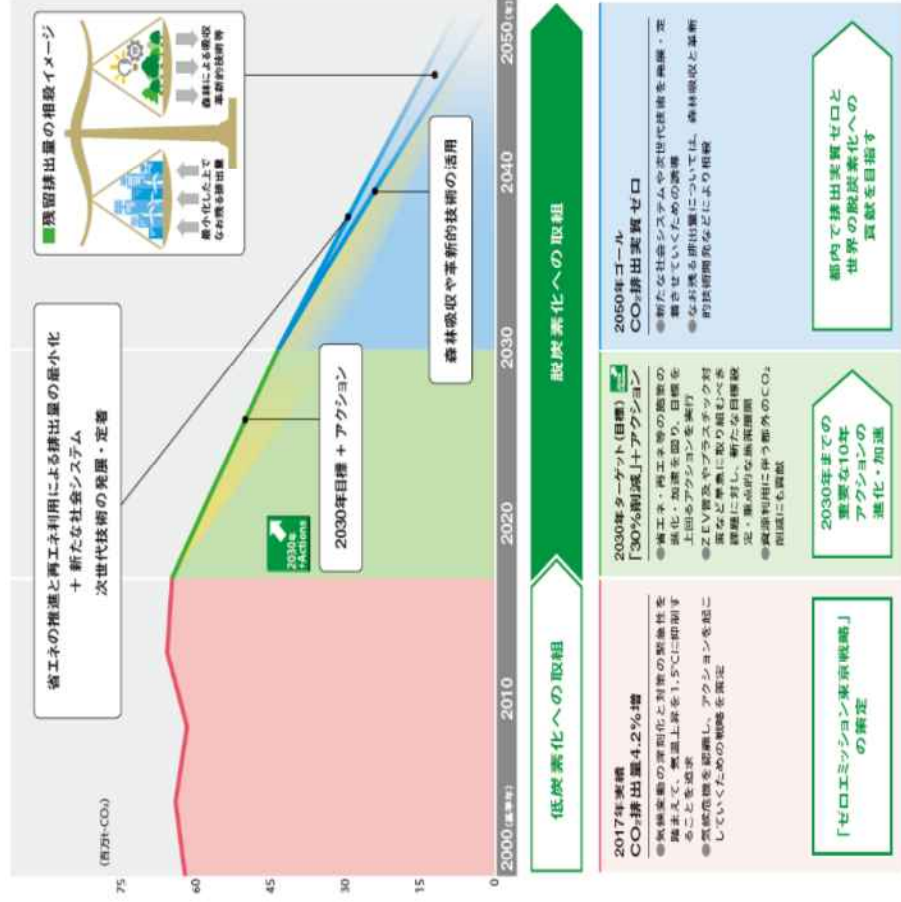 (百万t-CO₂)
75
60
45
30
15
0
省エネの推進と再エネ利用による排出量の最小化
+ 新たな社会システム
次世代技術の発展・定着
■残留排出量の相殺イメージ
最小化した上で
なお残る排出量
森林による吸収
革新的技術等
2030年
+Actions
2030年目標 + アクション
森林吸収や革新的技術の活用
2000(基準年)
2010
2020
2030
2040
2050(年)
低炭素化への取組
脱炭素化への取組
2017年実績
CO₂排出量4.2%増
●気候変動の深刻化と対策の緊急性を
踏まえて、気温上昇を1.5℃に抑制す
ることを追求
●気候危機を認識し、アクションを起こ
していくための戦略を策定
「ゼロエミッション東京戦略」
の策定
2030年ターゲット(目標)
「30%削減」+アクション
●省エネ・再エネ等の施策の
進化・加速を図り、目標を
上回るアクションを実行
●ZEV普及やプラスチック対
策など早急に取り組むべき
課題に対し、新たな目標設
定・重点的な施策展開
●資源利用に伴う都外のCO₂
削減にも貢献
2030年までの
重要な10年
アクションの
進化・加速
2050年ゴール
CO₂排出実質ゼロ
●新たな社会システムや次世代技術を発展・定
着させていくための誘導
●なお残る排出量については、森林吸収と革新
的技術開発などにより相殺
都内で排出実質ゼロと
世界の脱炭素化への
貢献を目指す